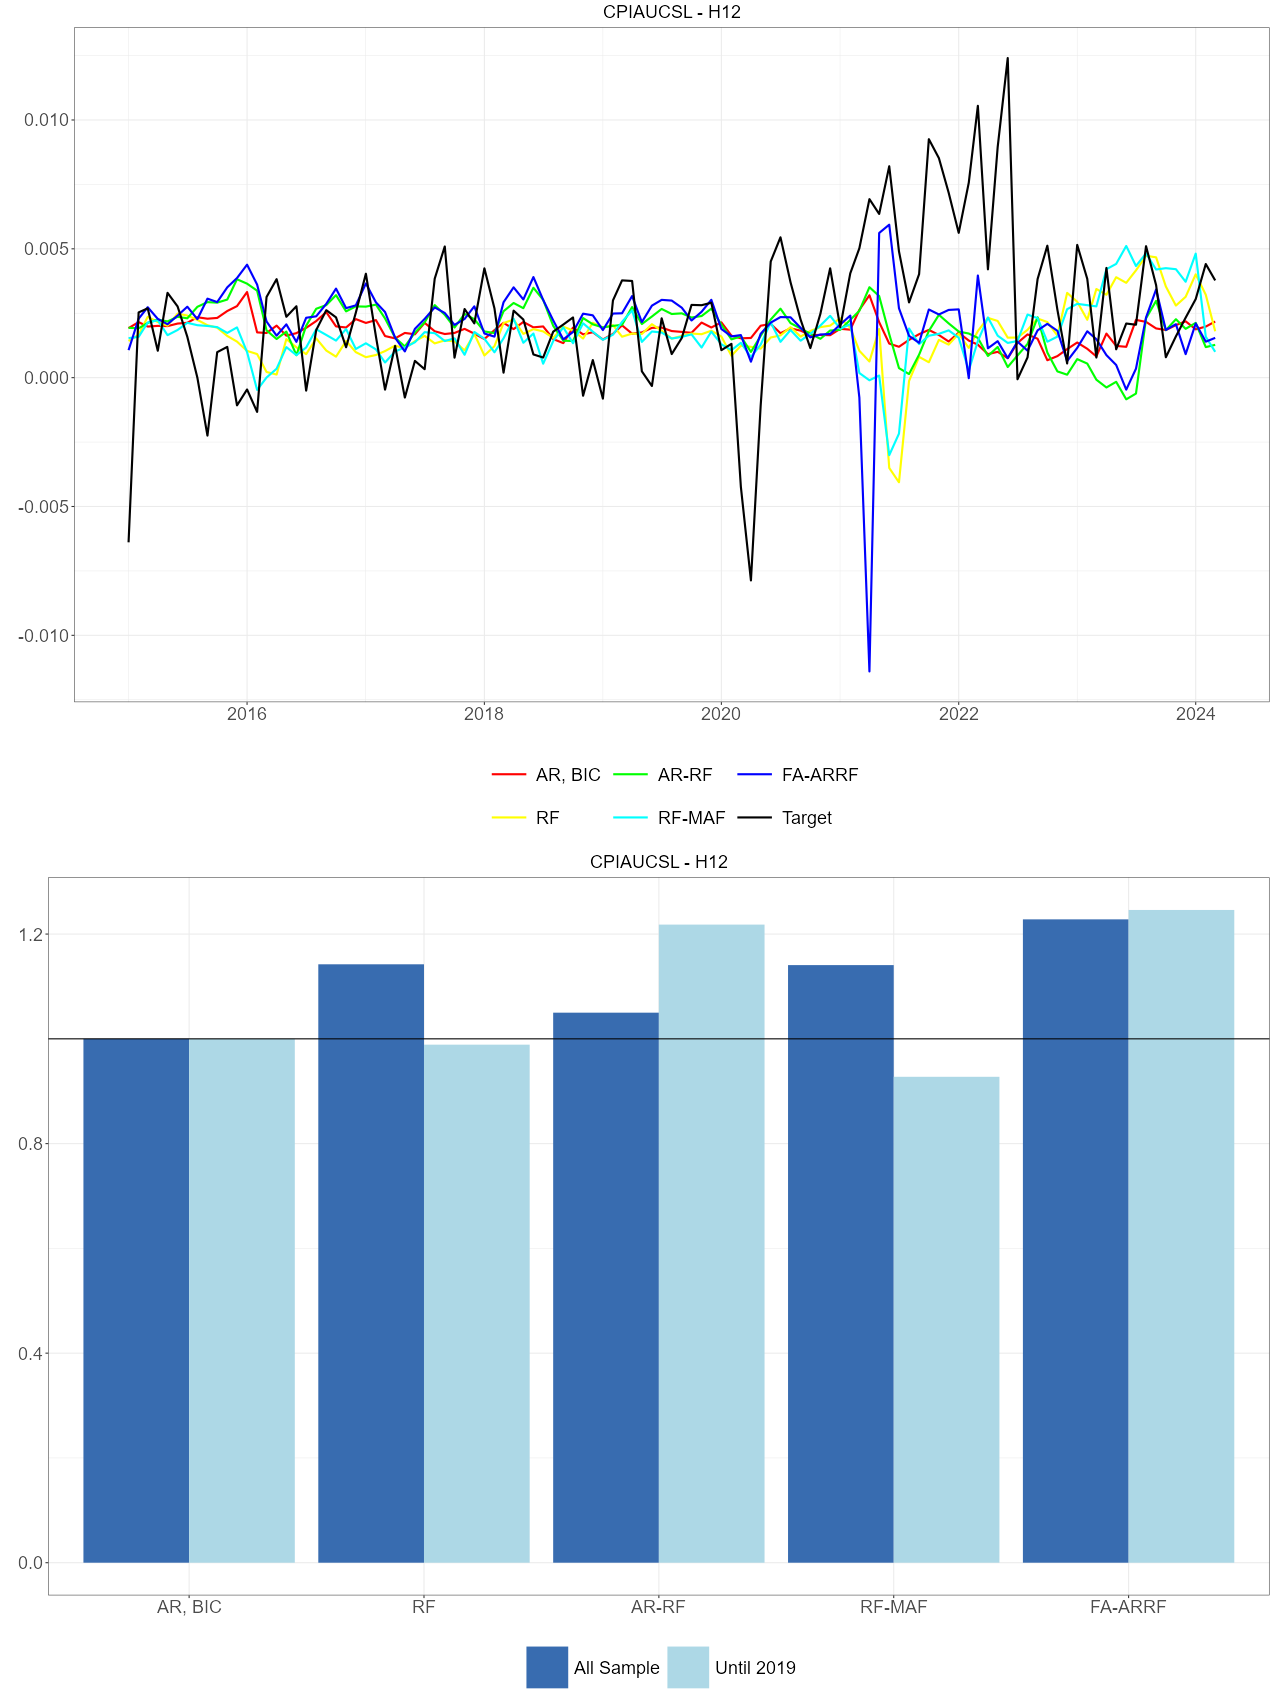 CPIAUCSL - H12
0.010
0.005
0.000
-0.005
-0.010
2016 2018 2020 2022 2024
AR, BIC AR-RF FA-ARRF
RF RF-MAF Target
CPIAUCSL - H12
1.2
0.8
0.4
0.0
AR, BIC RF AR-RF RF-MAF FA-ARRF
All Sample Until 2019